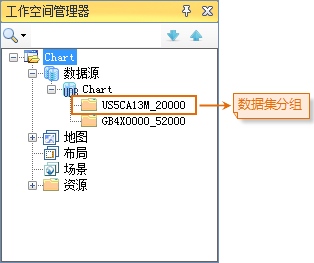 工作空间管理器
Chart
数据源
UDB Chart
US5CA13M_20000
数据集分组
GB4X0000_52000
地图
布局
场景
资源